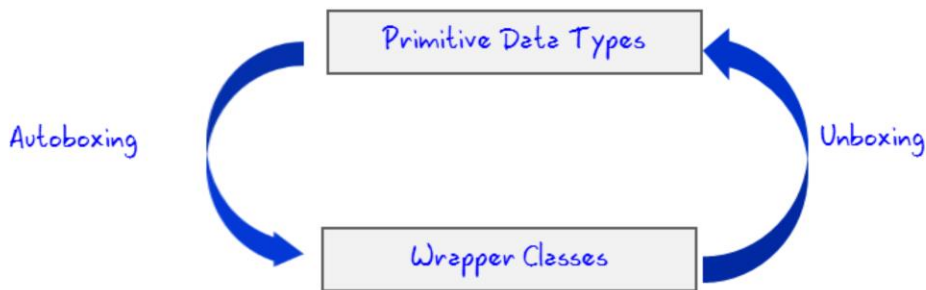 Primitive Data Types
Autoboxing
Unboxing
Wrapper Classes